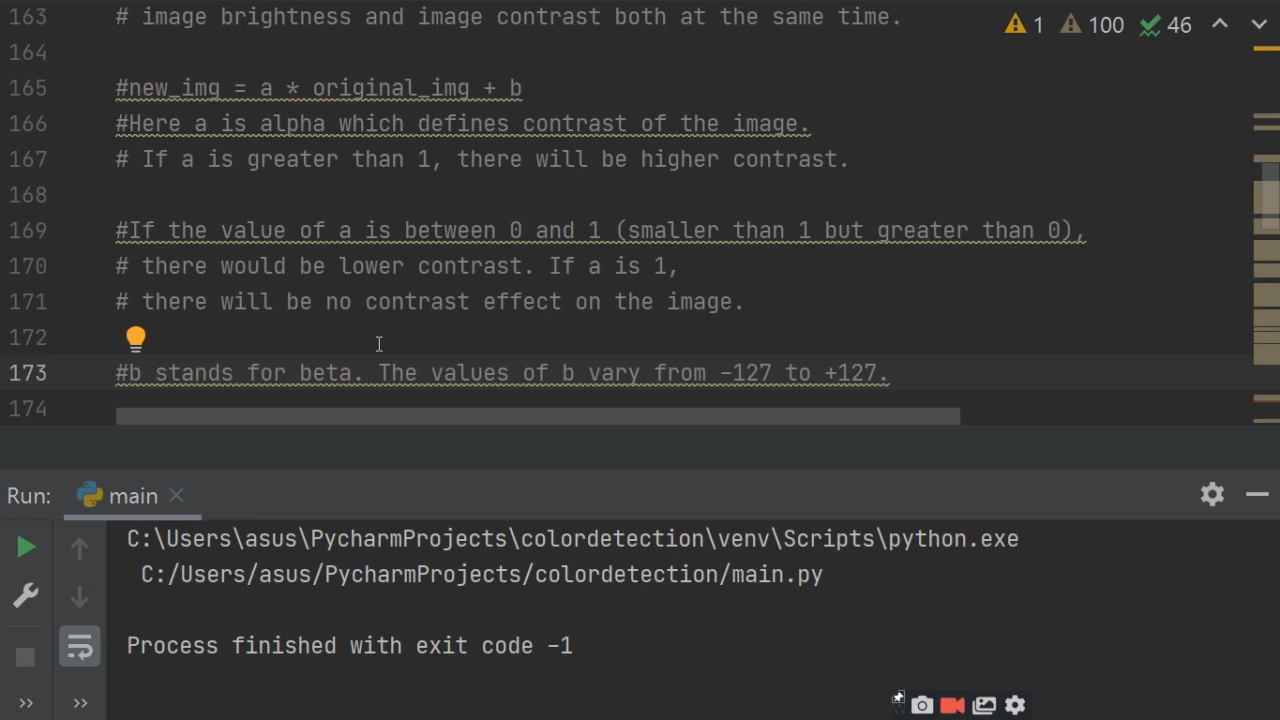 163 # image brightness and image contrast both at the same time.
1 100 46
164
165 #new_img = a * original_img + b
166 #Here a is alpha which defines contrast of the image.
167 # If a is greater than 1, there will be higher contrast.
168
169 #If the value of a is between 0 and 1 (smaller than 1 but greater than 0),
170 # there would be lower contrast. If a is 1,
171 # there will be no contrast effect on the image.
172
173 #b stands for beta. The values of b vary from -127 to +127.
174
Run: main
C:\Users\asus\PycharmProjects\colordetection\venv\Scripts\python.exe
C:/Users/asus/PycharmProjects/colordetection/main.py
Process finished with exit code -1